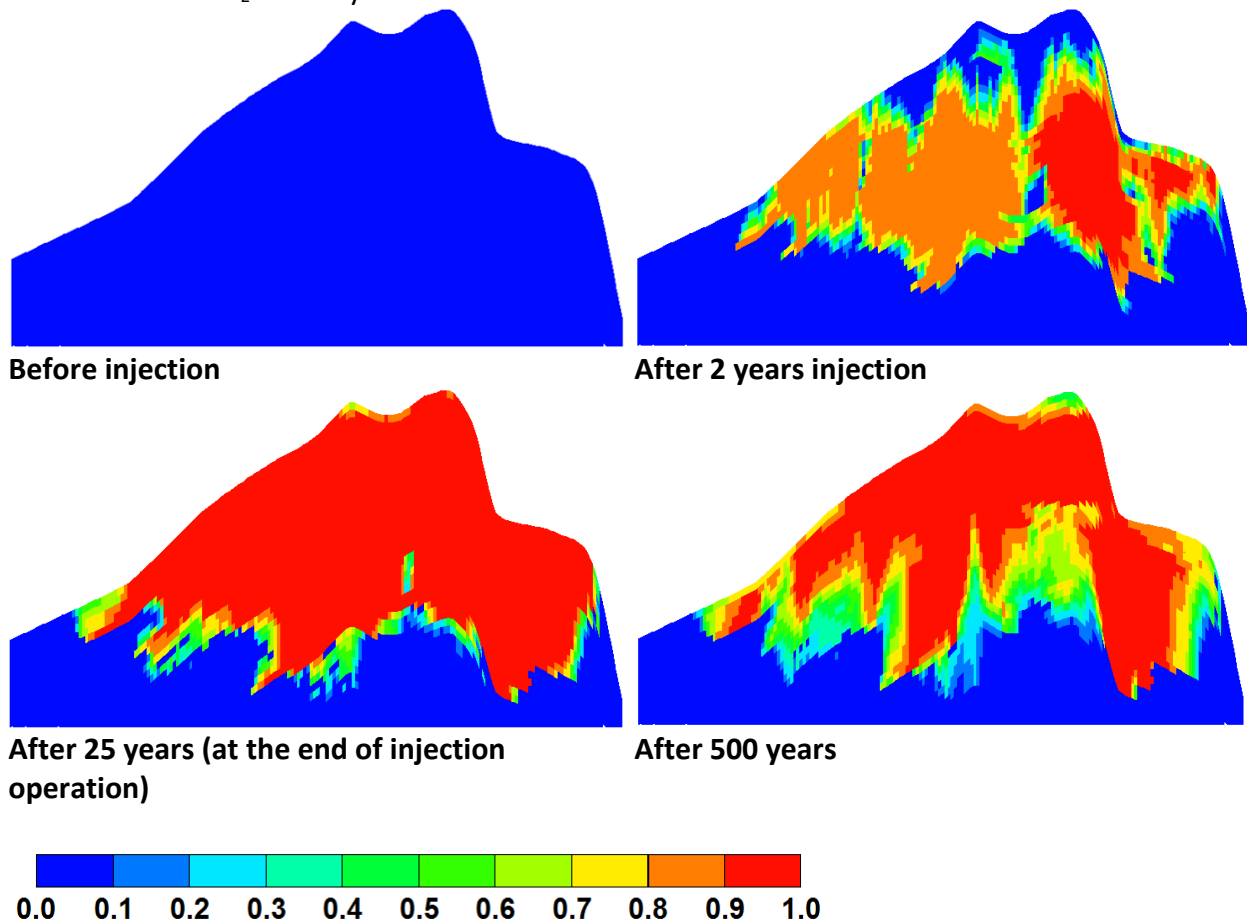 Before injection
After 2 years injection
After 25 years (at the end of injection
operation)
After 500 years
0.0 0.1 0.2 0.3 0.4 0.5 0.6 0.7 0.8 0.9 1.0